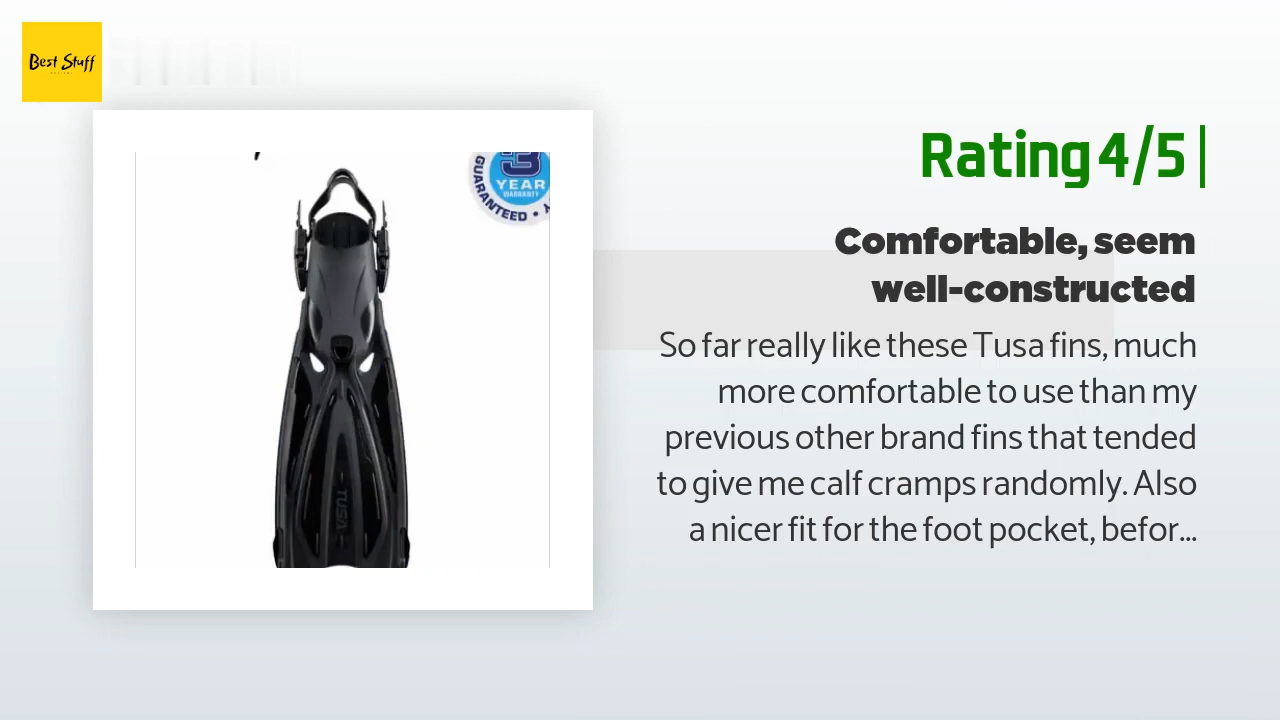 Best Stuff
3
YEAR
WARRANTY
GUARANTEED •
TUSA
Rating 4/5
Comfortable, seem
well-constructed
So far really like these Tusa fins, much
more comfortable to use than my
previous other brand fins that tended
to give me calf cramps randomly. Also
a nicer fit for the foot pocket, befor...